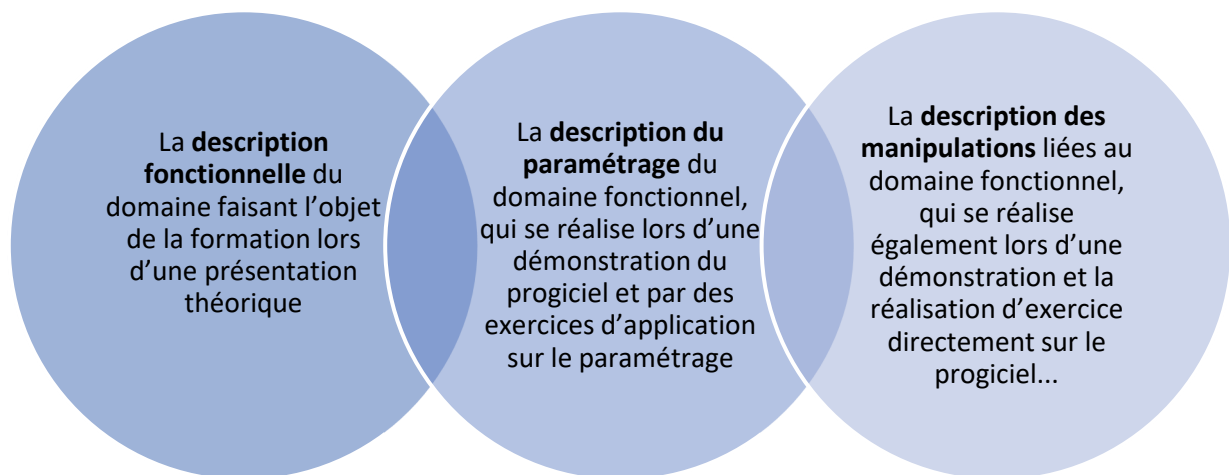 La description
fonctionnelle du
domaine faisant l’objet
de la formation lors
d’une présentation
théorique
La description du
paramétrage du
domaine fonctionnel,
qui se réalise lors d’une
démonstration du
progiciel et par des
exercices d’application
sur le paramétrage
La description des
manipulations liées au
domaine fonctionnel,
qui se réalise
également lors d’une
démonstration et la
réalisation d’exercice
directement sur le
progiciel...